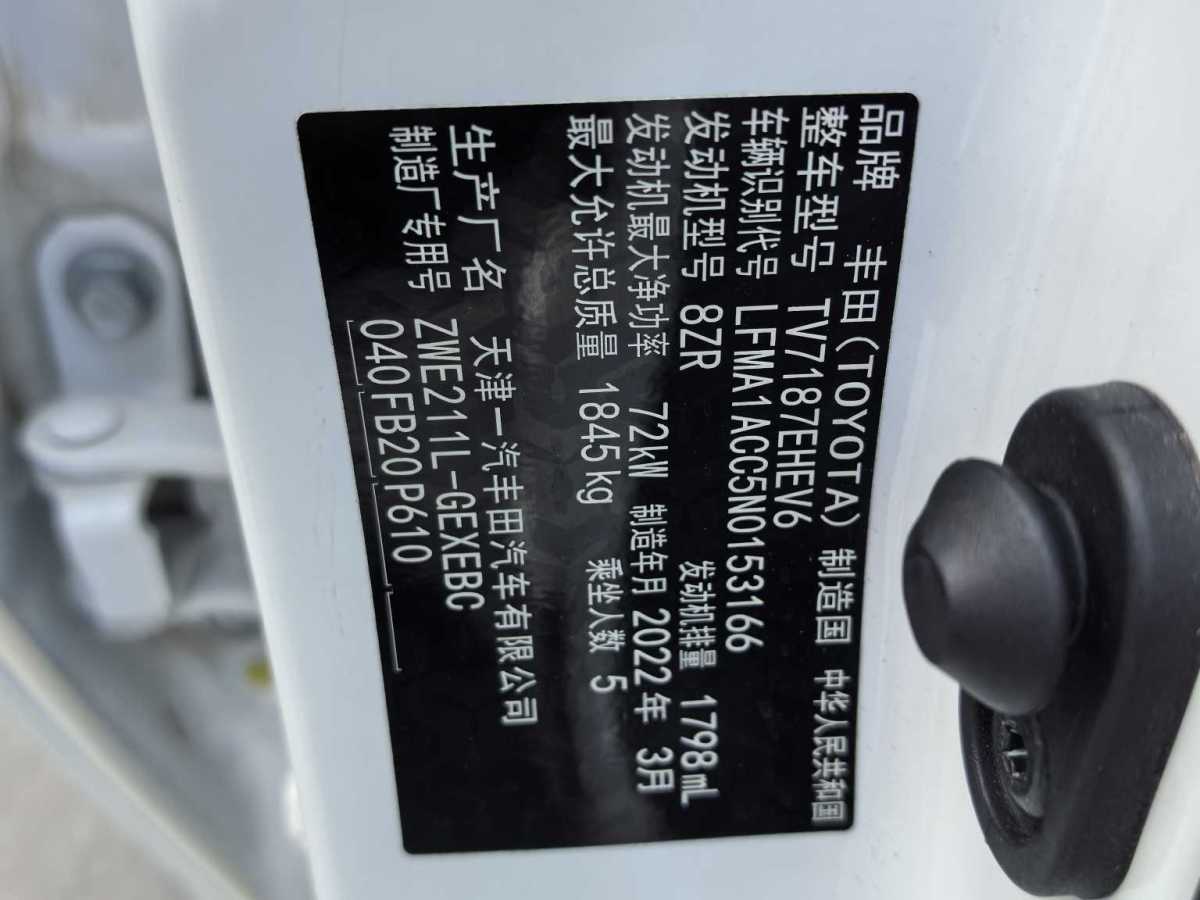 品牌 丰田(TOYOTA) 制造国 中华人民共和国
整车型号 TV7187EHEV6
车辆识别代号 LFMA1ACC5N0153166
发动机型号 8ZR 发动机排量 1798mL
发动机最大净功率 72kW 制造年月 2022年 3月
最大允许总质量 1845kg 乘坐人数 5
生产厂名 天津一汽丰田汽车有限公司
制造厂专用号 ZWE211L-GEXEBC
040FB20P610